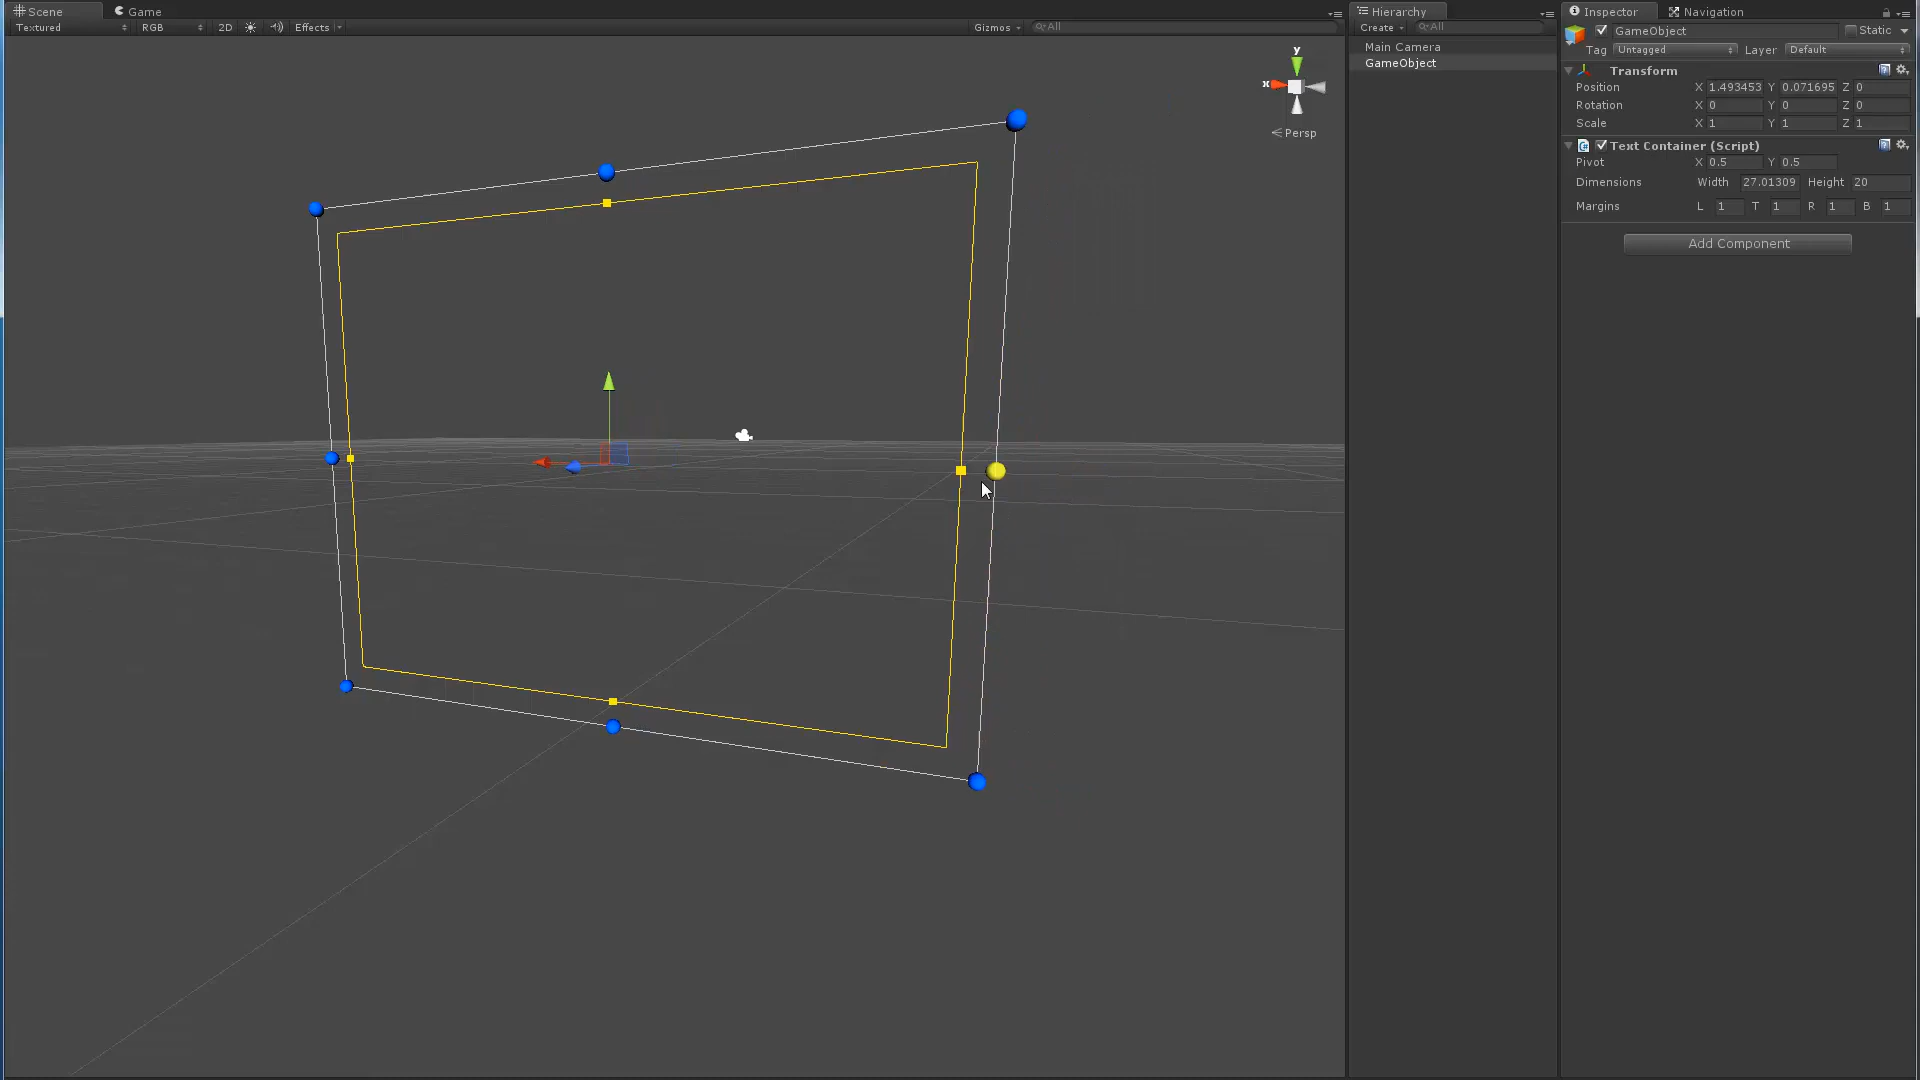 Scene Game
Textured RGB 2D Effects Gizmos All
y
x
Persp
Hierarchy
Create All
Main Camera
GameObject
Inspector Navigation
GameObject Static
Tag Untagged Layer Default
Transform
Position X 1.493453 Y 0.071695 Z 0
Rotation X 0 Y 0 Z 0
Scale X 1 Y 1 Z 1
Text Container (Script)
Pivot X 0.5 Y 0.5
Dimensions Width 27.01309 Height 20
Margins L 1 T 1 R 1 B 1
Add Component